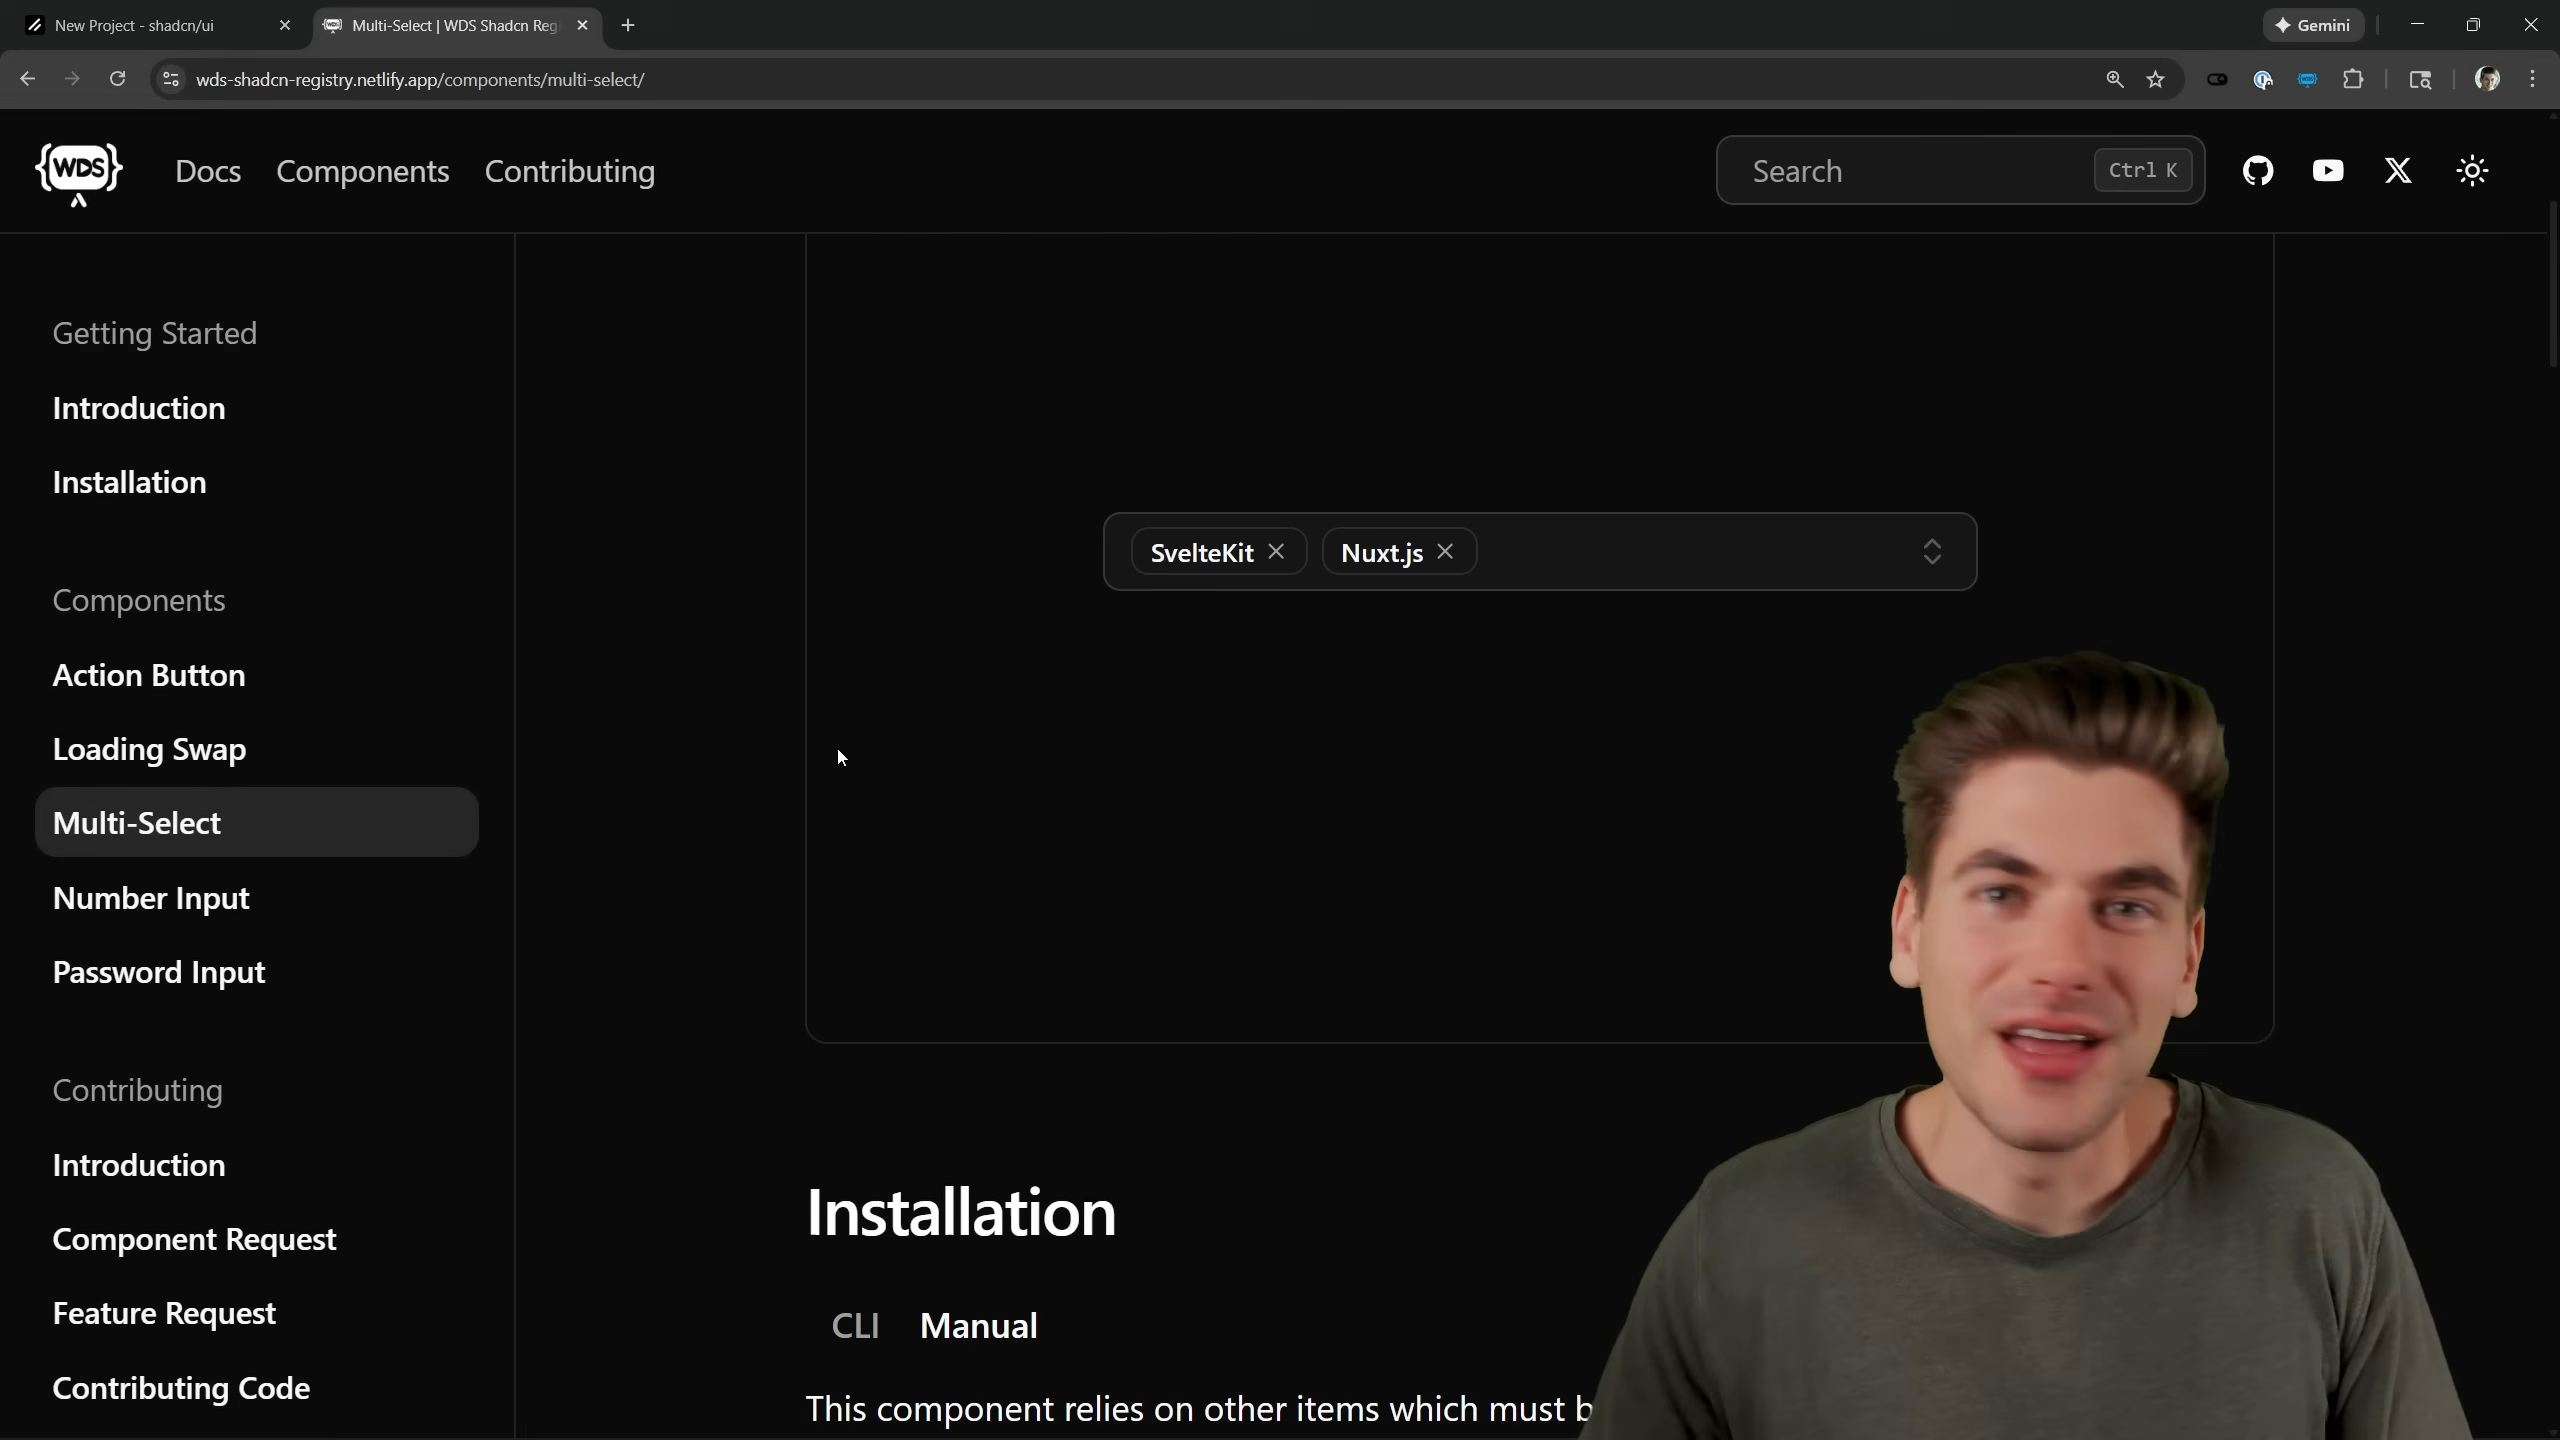 New Project - shadcn/ui
Multi-Select | WDS Shadcn Reg
Gemini
wds-shadcn-registry.netlify.app/components/multi-select/
{WDS}
Docs
Components
Contributing
Search
Ctrl K
Getting Started
Introduction
Installation
Components
Action Button
Loading Swap
Multi-Select
Number Input
Password Input
Contributing
Introduction
Component Request
Feature Request
Contributing Code
SvelteKit
Nuxt.js
Installation
CLI
Manual
This component relies on other items which must b